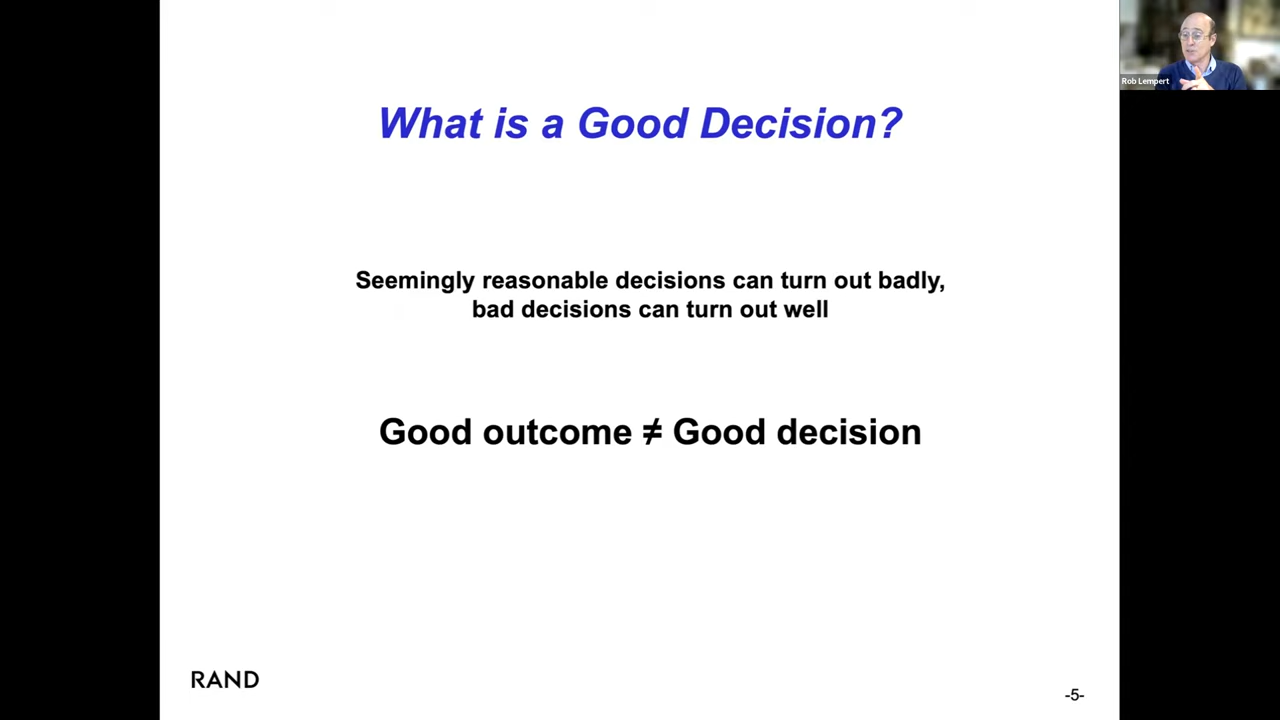 What is a Good Decision?
Seemingly reasonable decisions can turn out badly,
bad decisions can turn out well
Good outcome ≠ Good decision
RAND
-5-
Rob Lempert